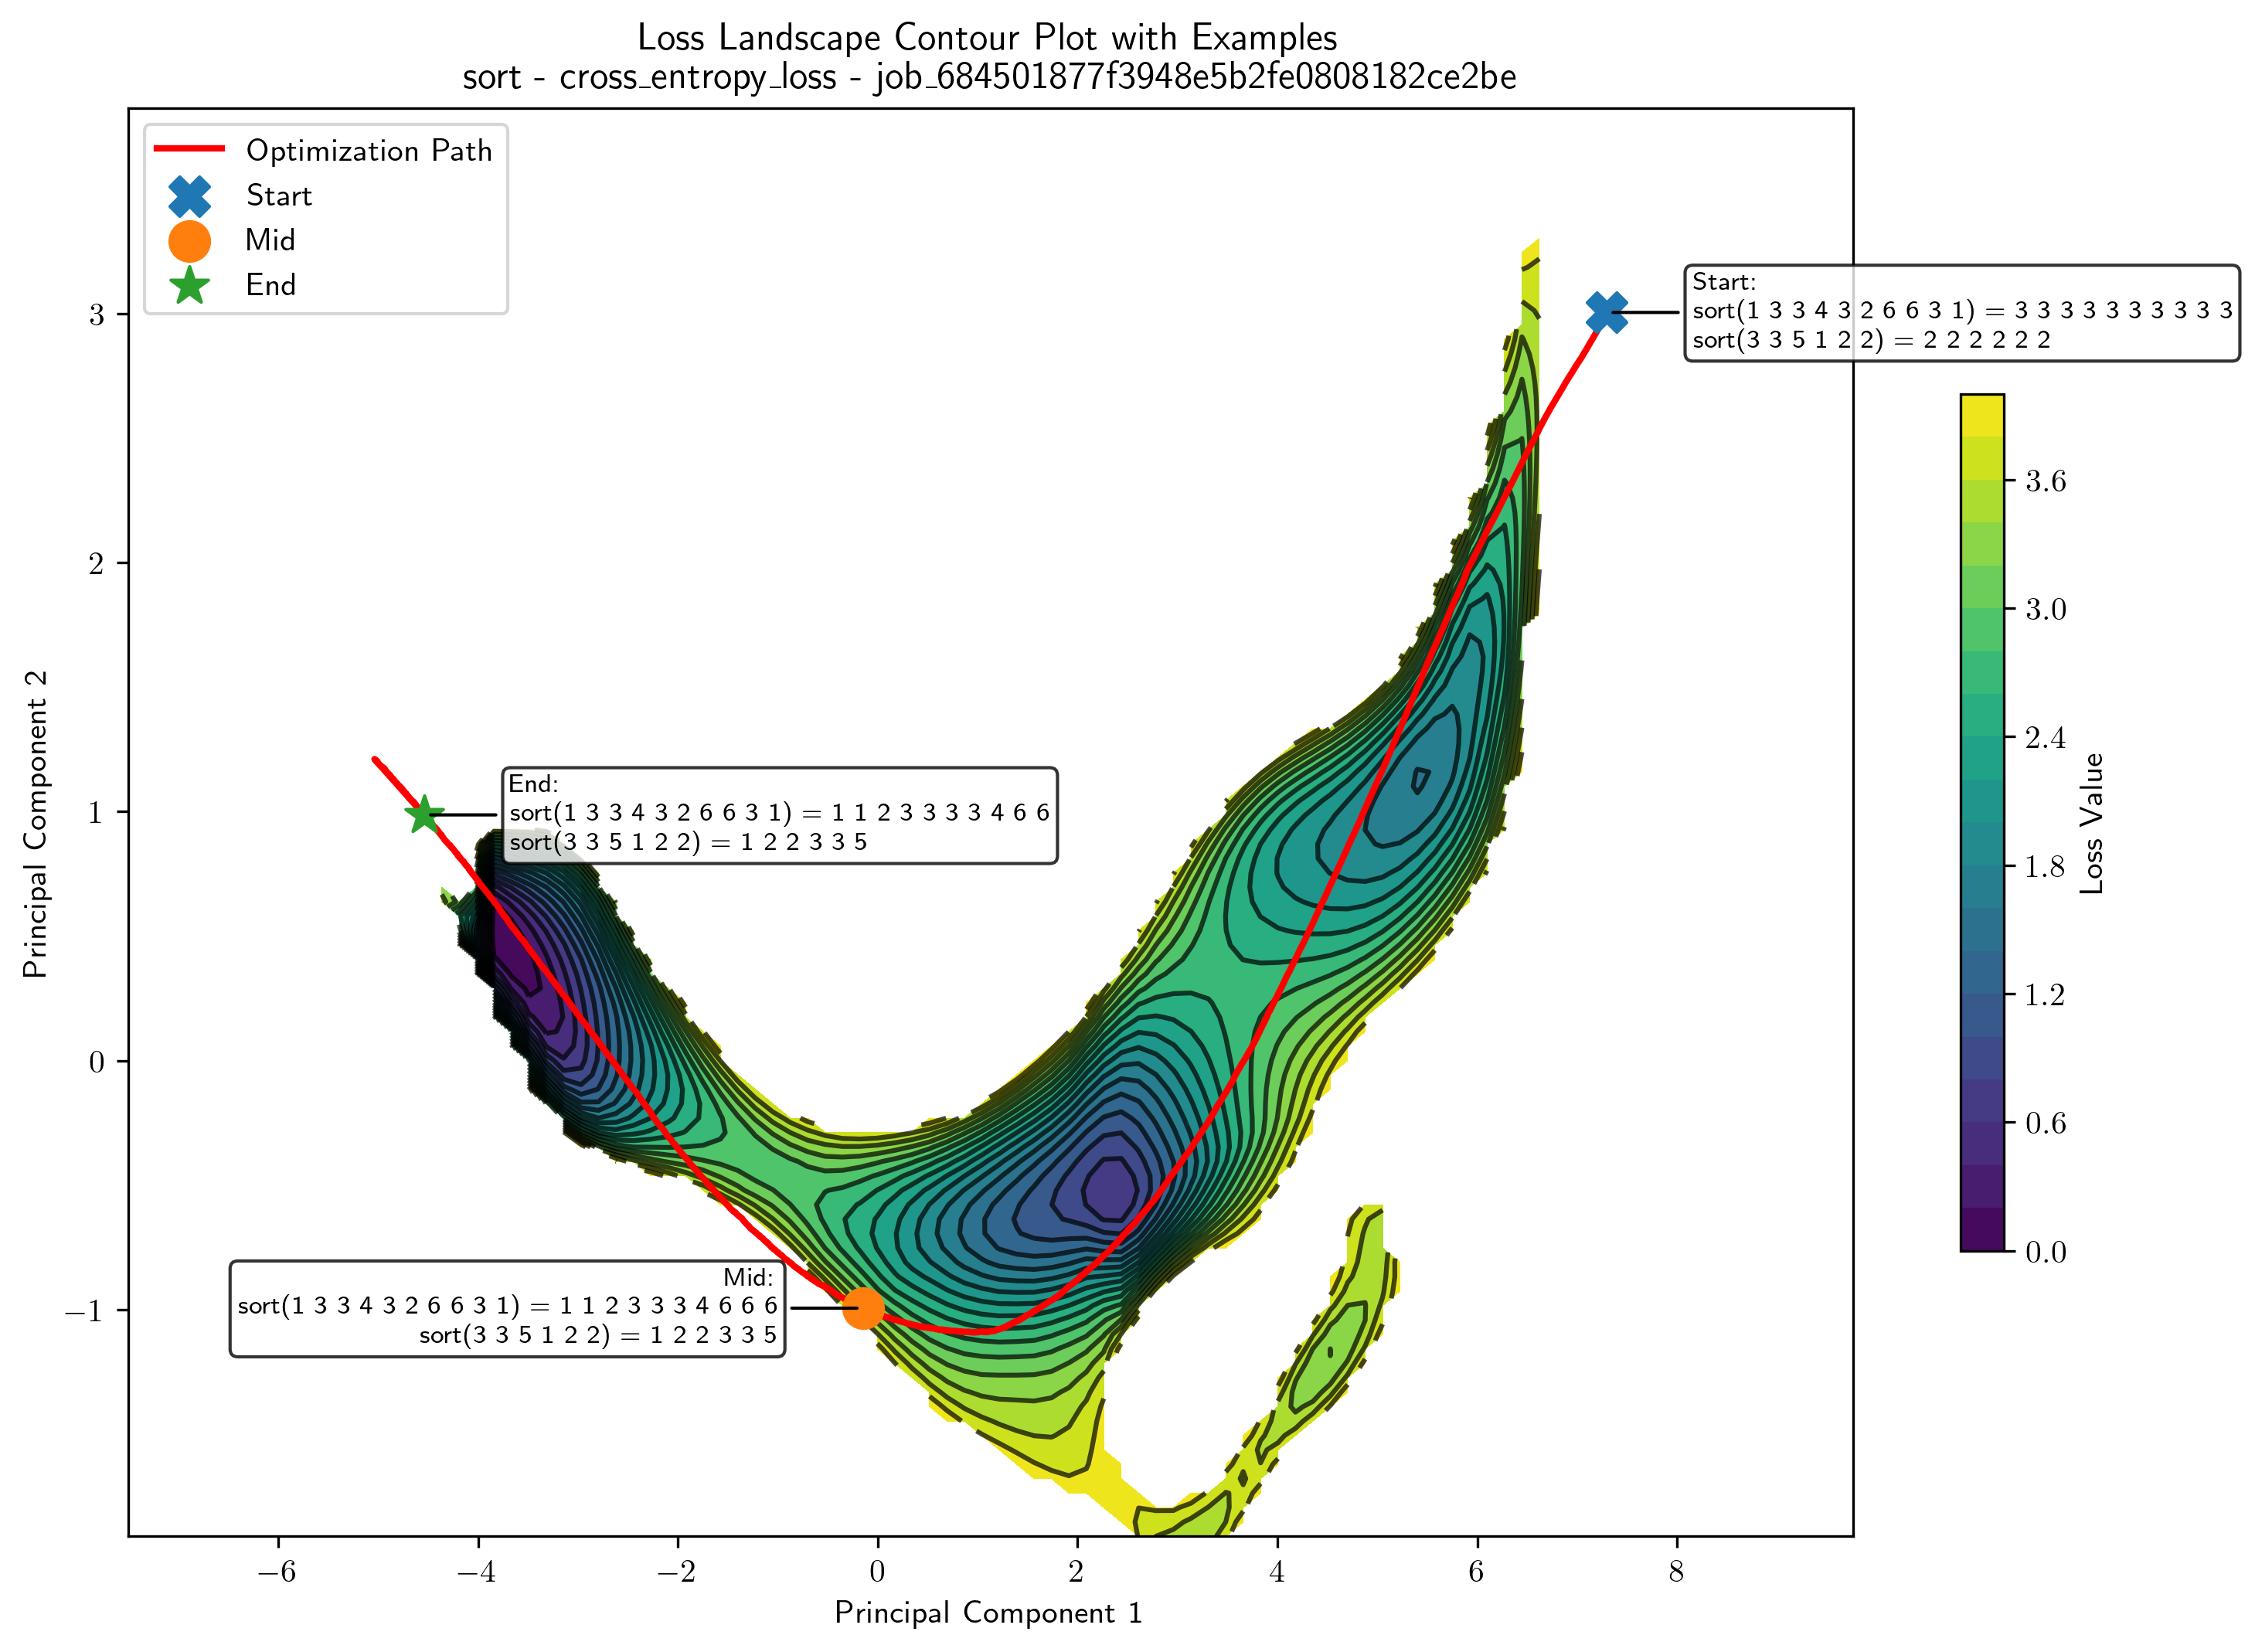 Loss Landscape Contour Plot with Examples
sort - cross_entropy_loss - job_684501877f3948e5b2fe0808182ce2be
Optimization Path
Start
Mid
End
Start:
sort(1 3 3 4 3 2 6 6 3 1) = 3 3 3 3 3 3 3 3 3 3
sort(3 3 5 1 2 2) = 2 2 2 2 2 2
End:
sort(1 3 3 4 3 2 6 6 3 1) = 1 1 2 3 3 3 3 4 6 6
sort(3 3 5 1 2 2) = 1 2 2 3 3 5
Mid:
sort(1 3 3 4 3 2 6 6 3 1) = 1 1 2 3 3 3 4 6 6 6
sort(3 3 5 1 2 2) = 1 2 2 3 3 5
3
2
1
0
−1
Principal Component 2
−6
−4
−2
0
2
4
6
8
Principal Component 1
3.6
3.0
2.4
1.8
1.2
0.6
0.0
Loss Value